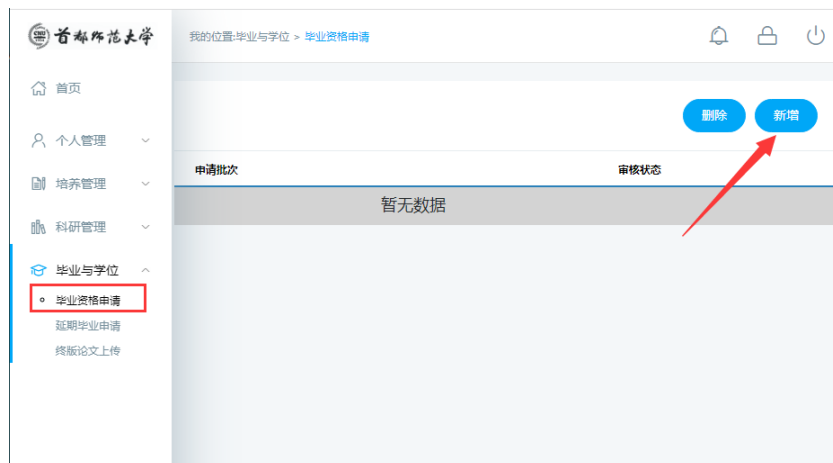 首都师范大学
我的位置:毕业与学位 > 毕业资格申请
首页
个人管理
培养管理
科研管理
毕业与学位
毕业资格申请
延期毕业申请
终版论文上传
删除 新增
申请批次 审核状态
暂无数据